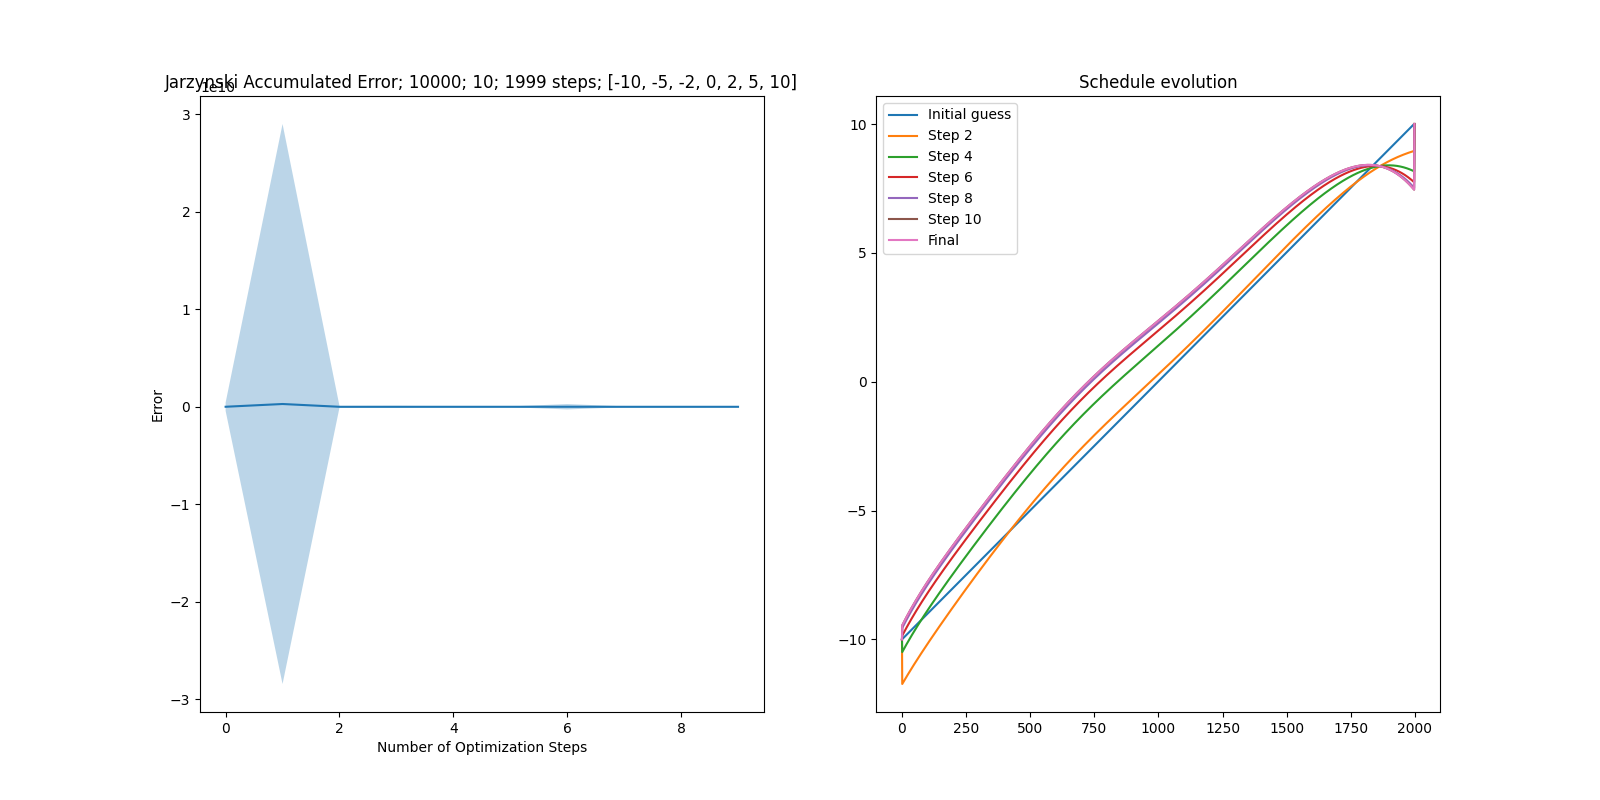 Jarzynski Accumulated Error; 10000; 10; 1999 steps; [-10, -5, -2, 0, 2, 5, 10]
1e10
3
2
1
0
−1
−2
−3
Error
0
2
4
6
8
Number of Optimization Steps
Schedule evolution
Initial guess
Step 2
Step 4
Step 6
Step 8
Step 10
Final
10
5
0
−5
−10
0
250
500
750
1000
1250
1500
1750
2000